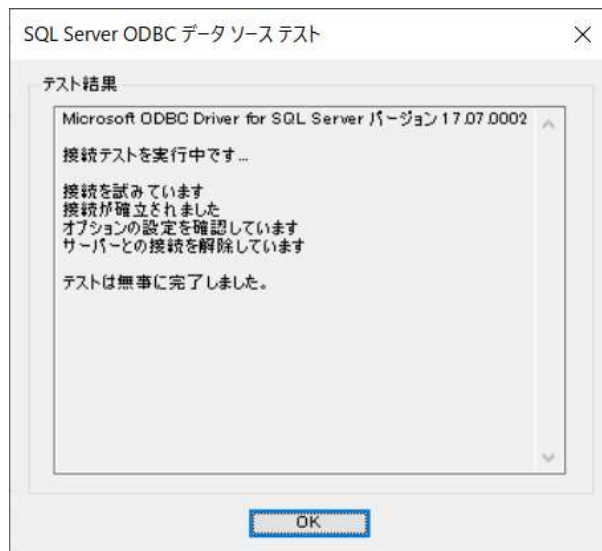 SQL Server ODBC データ ソース テスト
テスト結果
Microsoft ODBC Driver for SQL Server バージョン 17.07.0002
接続テストを実行中です...
接続を試みています
接続が確立されました
オプションの設定を確認しています
サーバーとの接続を解除しています
テストは無事に完了しました。
OK